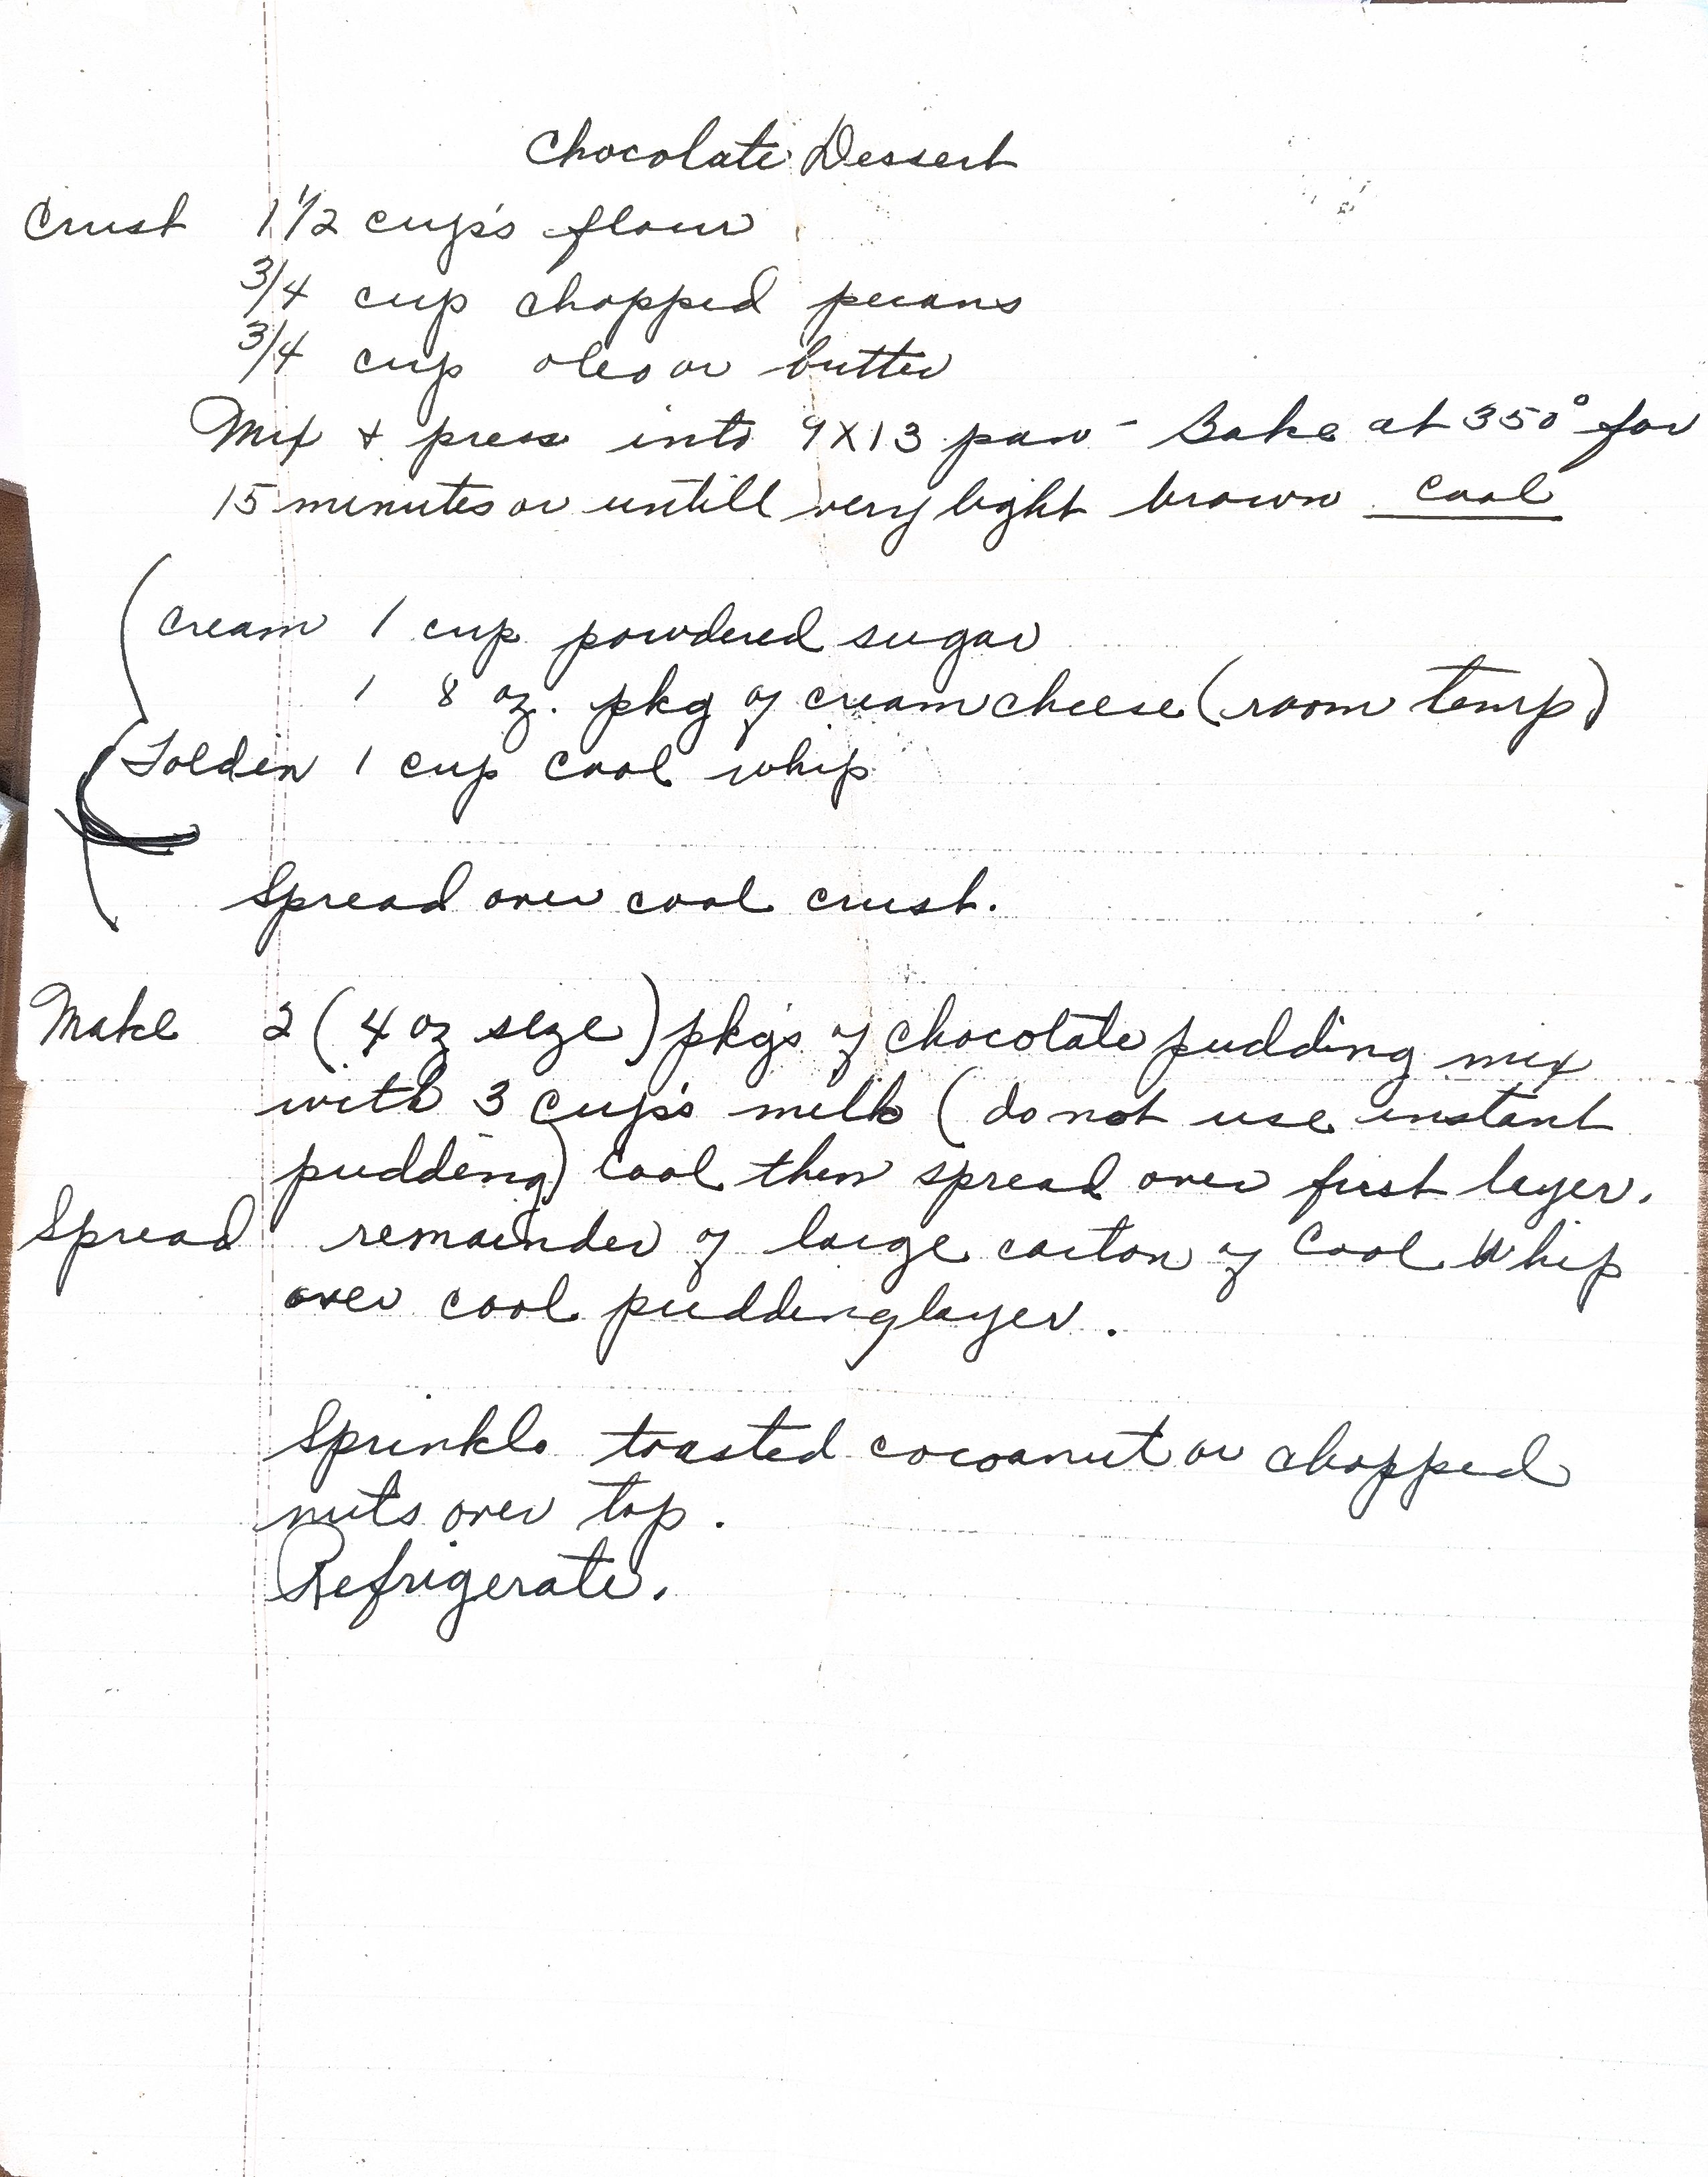 Chocolate Dessert
Crust 1 1/2 cup's flour
3/4 cup chopped pecans
3/4 cup oleo or butter
Mix + press into 9X13 pan - Bake at 350° for
15 minutes or untill very light brown cool
cream 1 cup powdered sugar
1 8 oz. pkg of cream cheese (room temp)
Fold in 1 cup cool whip
Spread over cool crust.
Make 2 (4 oz size) pkg's of chocolate pudding mix
with 3 cup's milk (do not use instant
pudding) cool then spread over first layer.
Spread remainder of large carton of Cool Whip
over cool pudding layer.
Sprinkle toasted cocoanut or chopped
nuts over top.
Refrigerate.